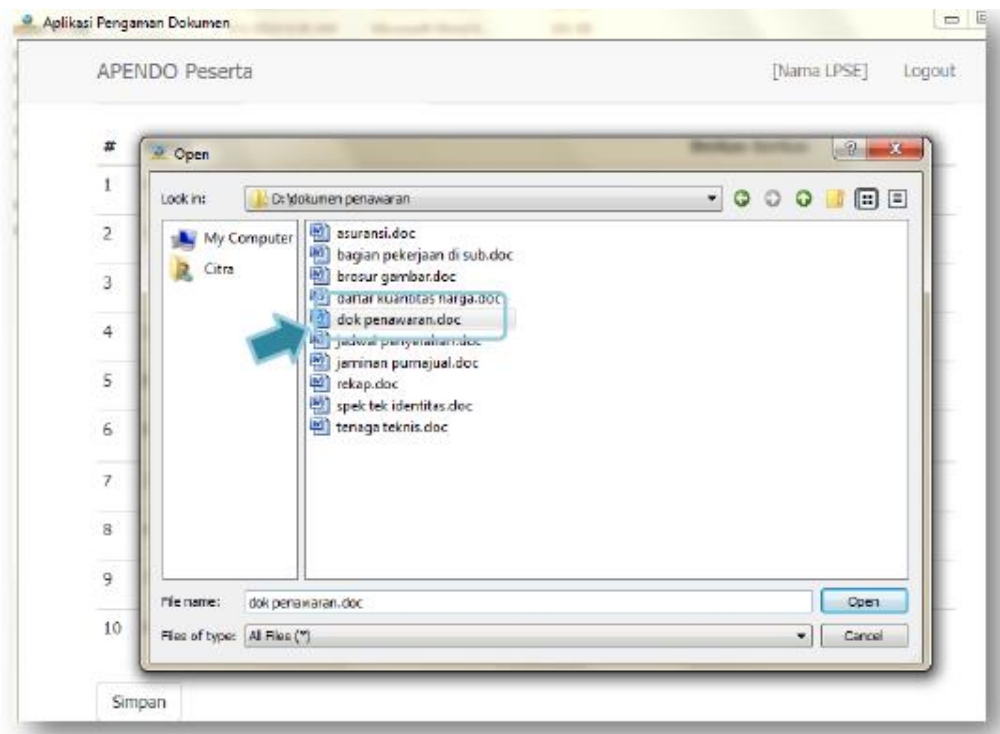 Aplikasi Pengaman Dokumen
APENDO Peserta [Nama LPSE] Logout
#
Open
1
Look in: D:\dokumen penawaran
2
My Computer
Citra
asuransi.doc
bagian pekerjaan di sub.doc
brosur gambar.doc
daftar kuantitas harga.doc
dok penawaran.doc
jadwal penyerahan.doc
jaminan purnajual.doc
rekap.doc
spek tek identitas.doc
tenaga teknis.doc
3
4
5
6
7
8
9
File name: dok penawaran.doc Open
10
Files of type: All Files (*) Cancel
Simpan